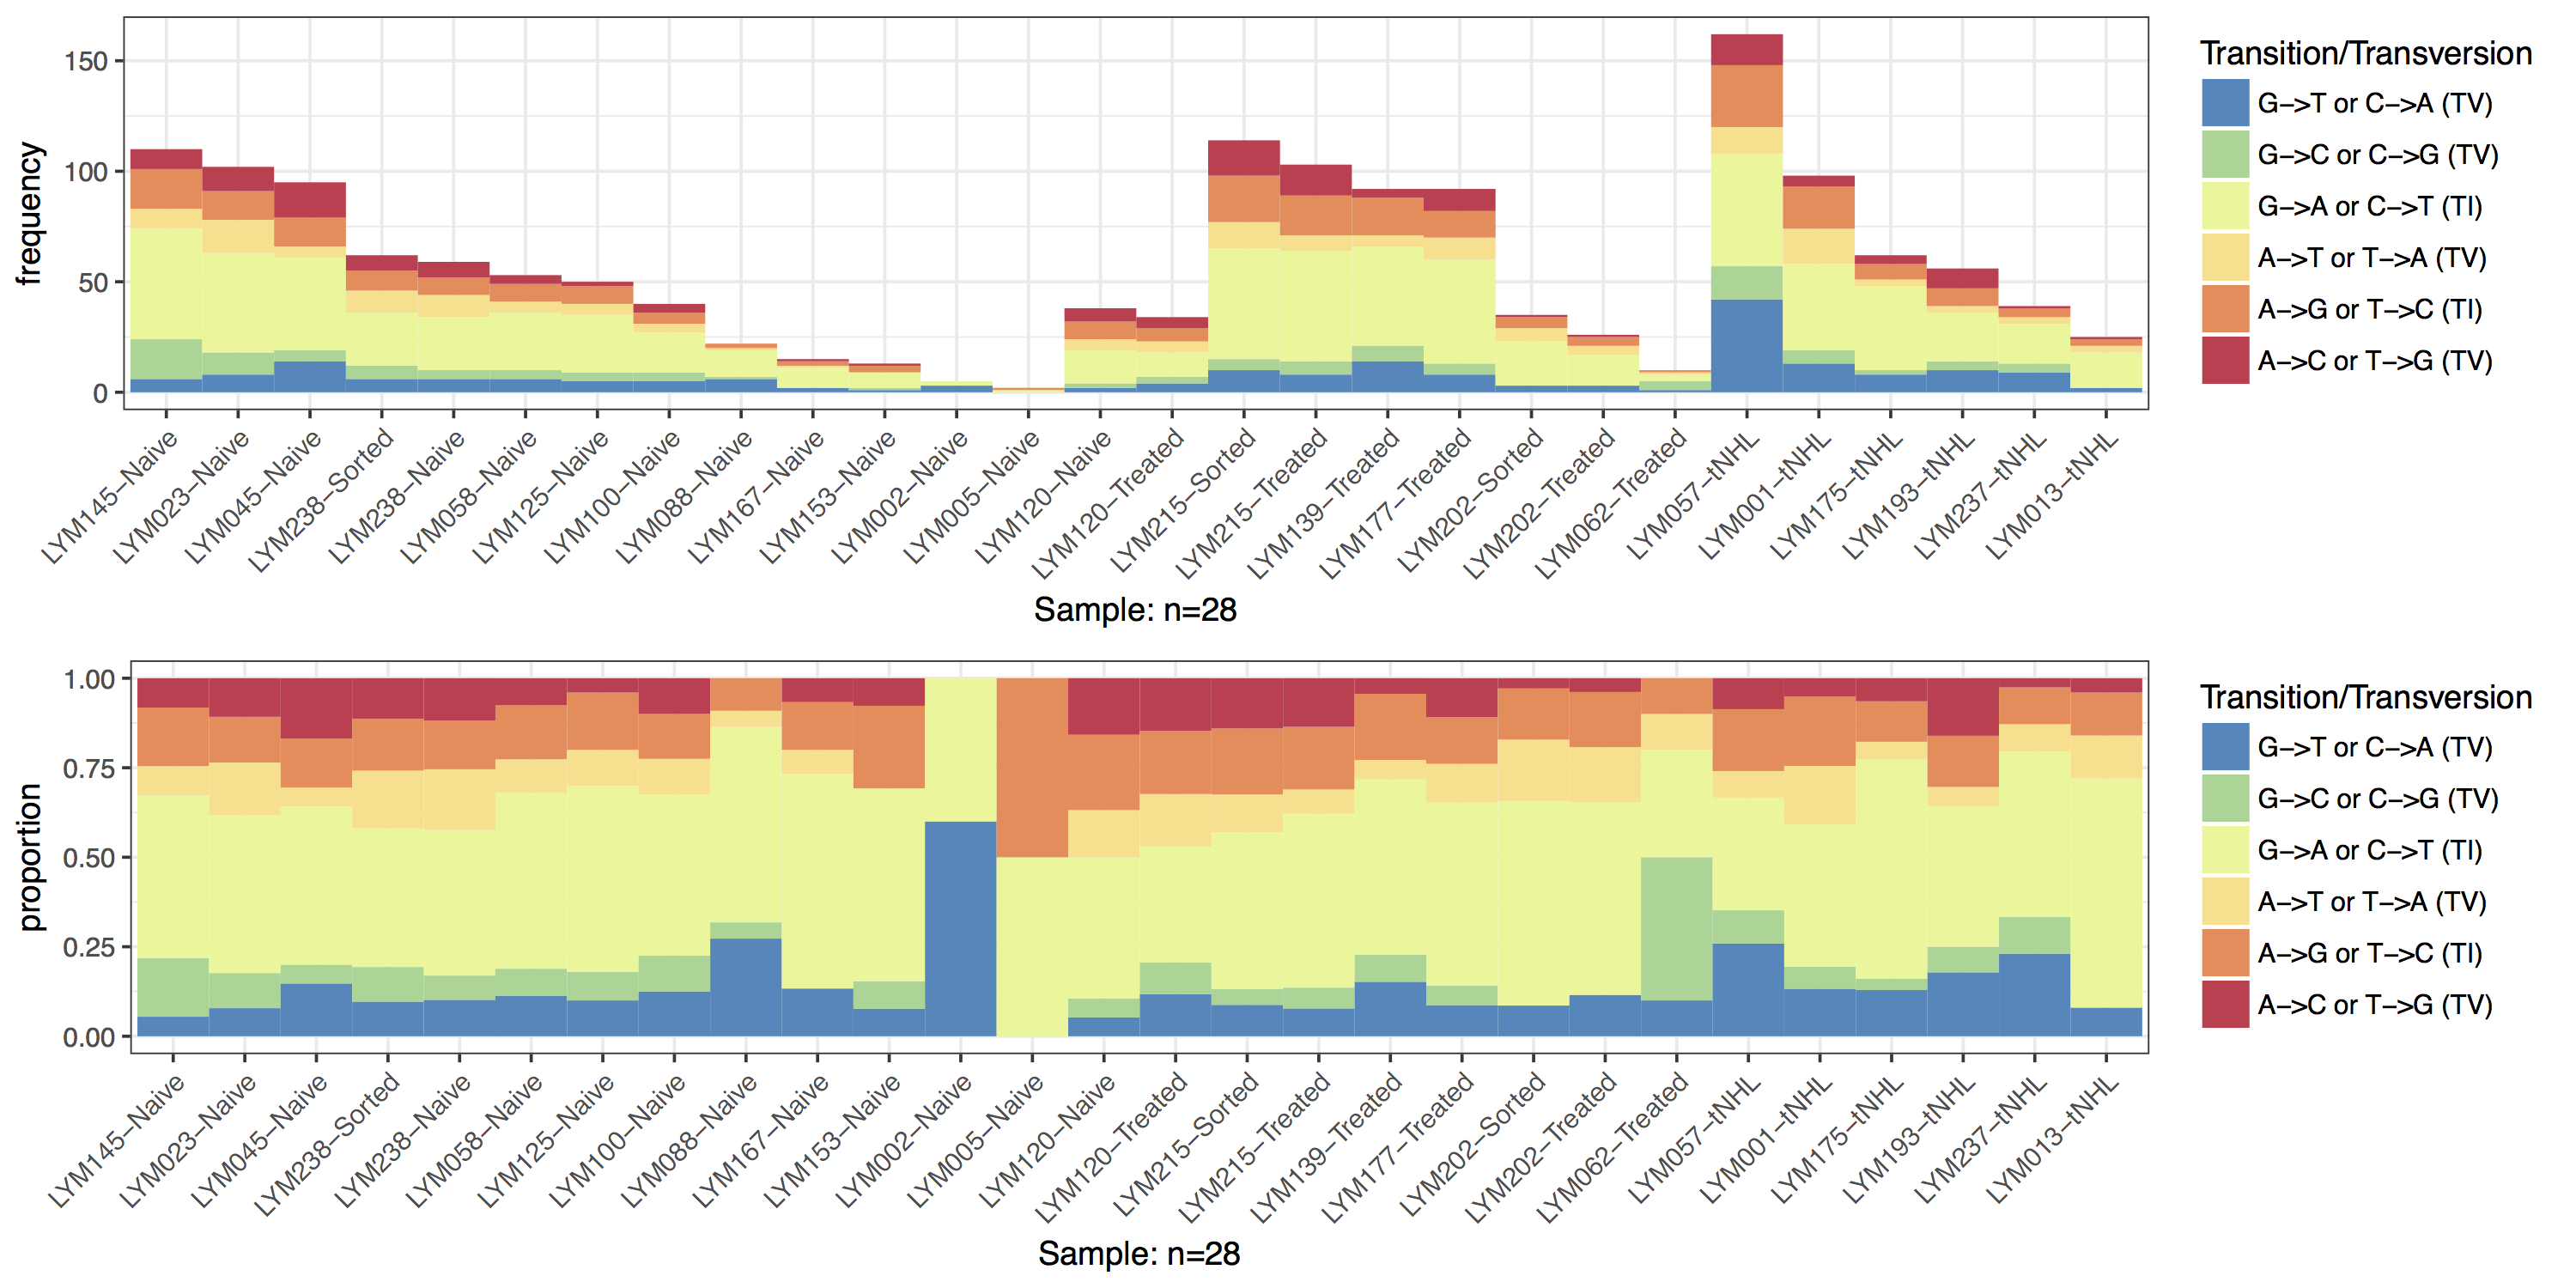 frequency
150
100
50
0
LYM145−Naive
LYM023−Naive
LYM045−Naive
LYM238−Sorted
LYM238−Naive
LYM058−Naive
LYM125−Naive
LYM100−Naive
LYM088−Naive
LYM167−Naive
LYM153−Naive
LYM002−Naive
LYM005−Naive
LYM120−Naive
LYM120−Treated
LYM215−Sorted
LYM215−Treated
LYM139−Treated
LYM177−Treated
LYM202−Sorted
LYM202−Treated
LYM062−Treated
LYM057−tNHL
LYM001−tNHL
LYM175−tNHL
LYM193−tNHL
LYM237−tNHL
LYM013−tNHL
Sample: n=28
Transition/Transversion
G−>T or C−>A (TV)
G−>C or C−>G (TV)
G−>A or C−>T (TI)
A−>T or T−>A (TV)
A−>G or T−>C (TI)
A−>C or T−>G (TV)
proportion
1.00
0.75
0.50
0.25
0.00
LYM145−Naive
LYM023−Naive
LYM045−Naive
LYM238−Sorted
LYM238−Naive
LYM058−Naive
LYM125−Naive
LYM100−Naive
LYM088−Naive
LYM167−Naive
LYM153−Naive
LYM002−Naive
LYM005−Naive
LYM120−Naive
LYM120−Treated
LYM215−Sorted
LYM215−Treated
LYM139−Treated
LYM177−Treated
LYM202−Sorted
LYM202−Treated
LYM062−Treated
LYM057−tNHL
LYM001−tNHL
LYM175−tNHL
LYM193−tNHL
LYM237−tNHL
LYM013−tNHL
Sample: n=28
Transition/Transversion
G−>T or C−>A (TV)
G−>C or C−>G (TV)
G−>A or C−>T (TI)
A−>T or T−>A (TV)
A−>G or T−>C (TI)
A−>C or T−>G (TV)